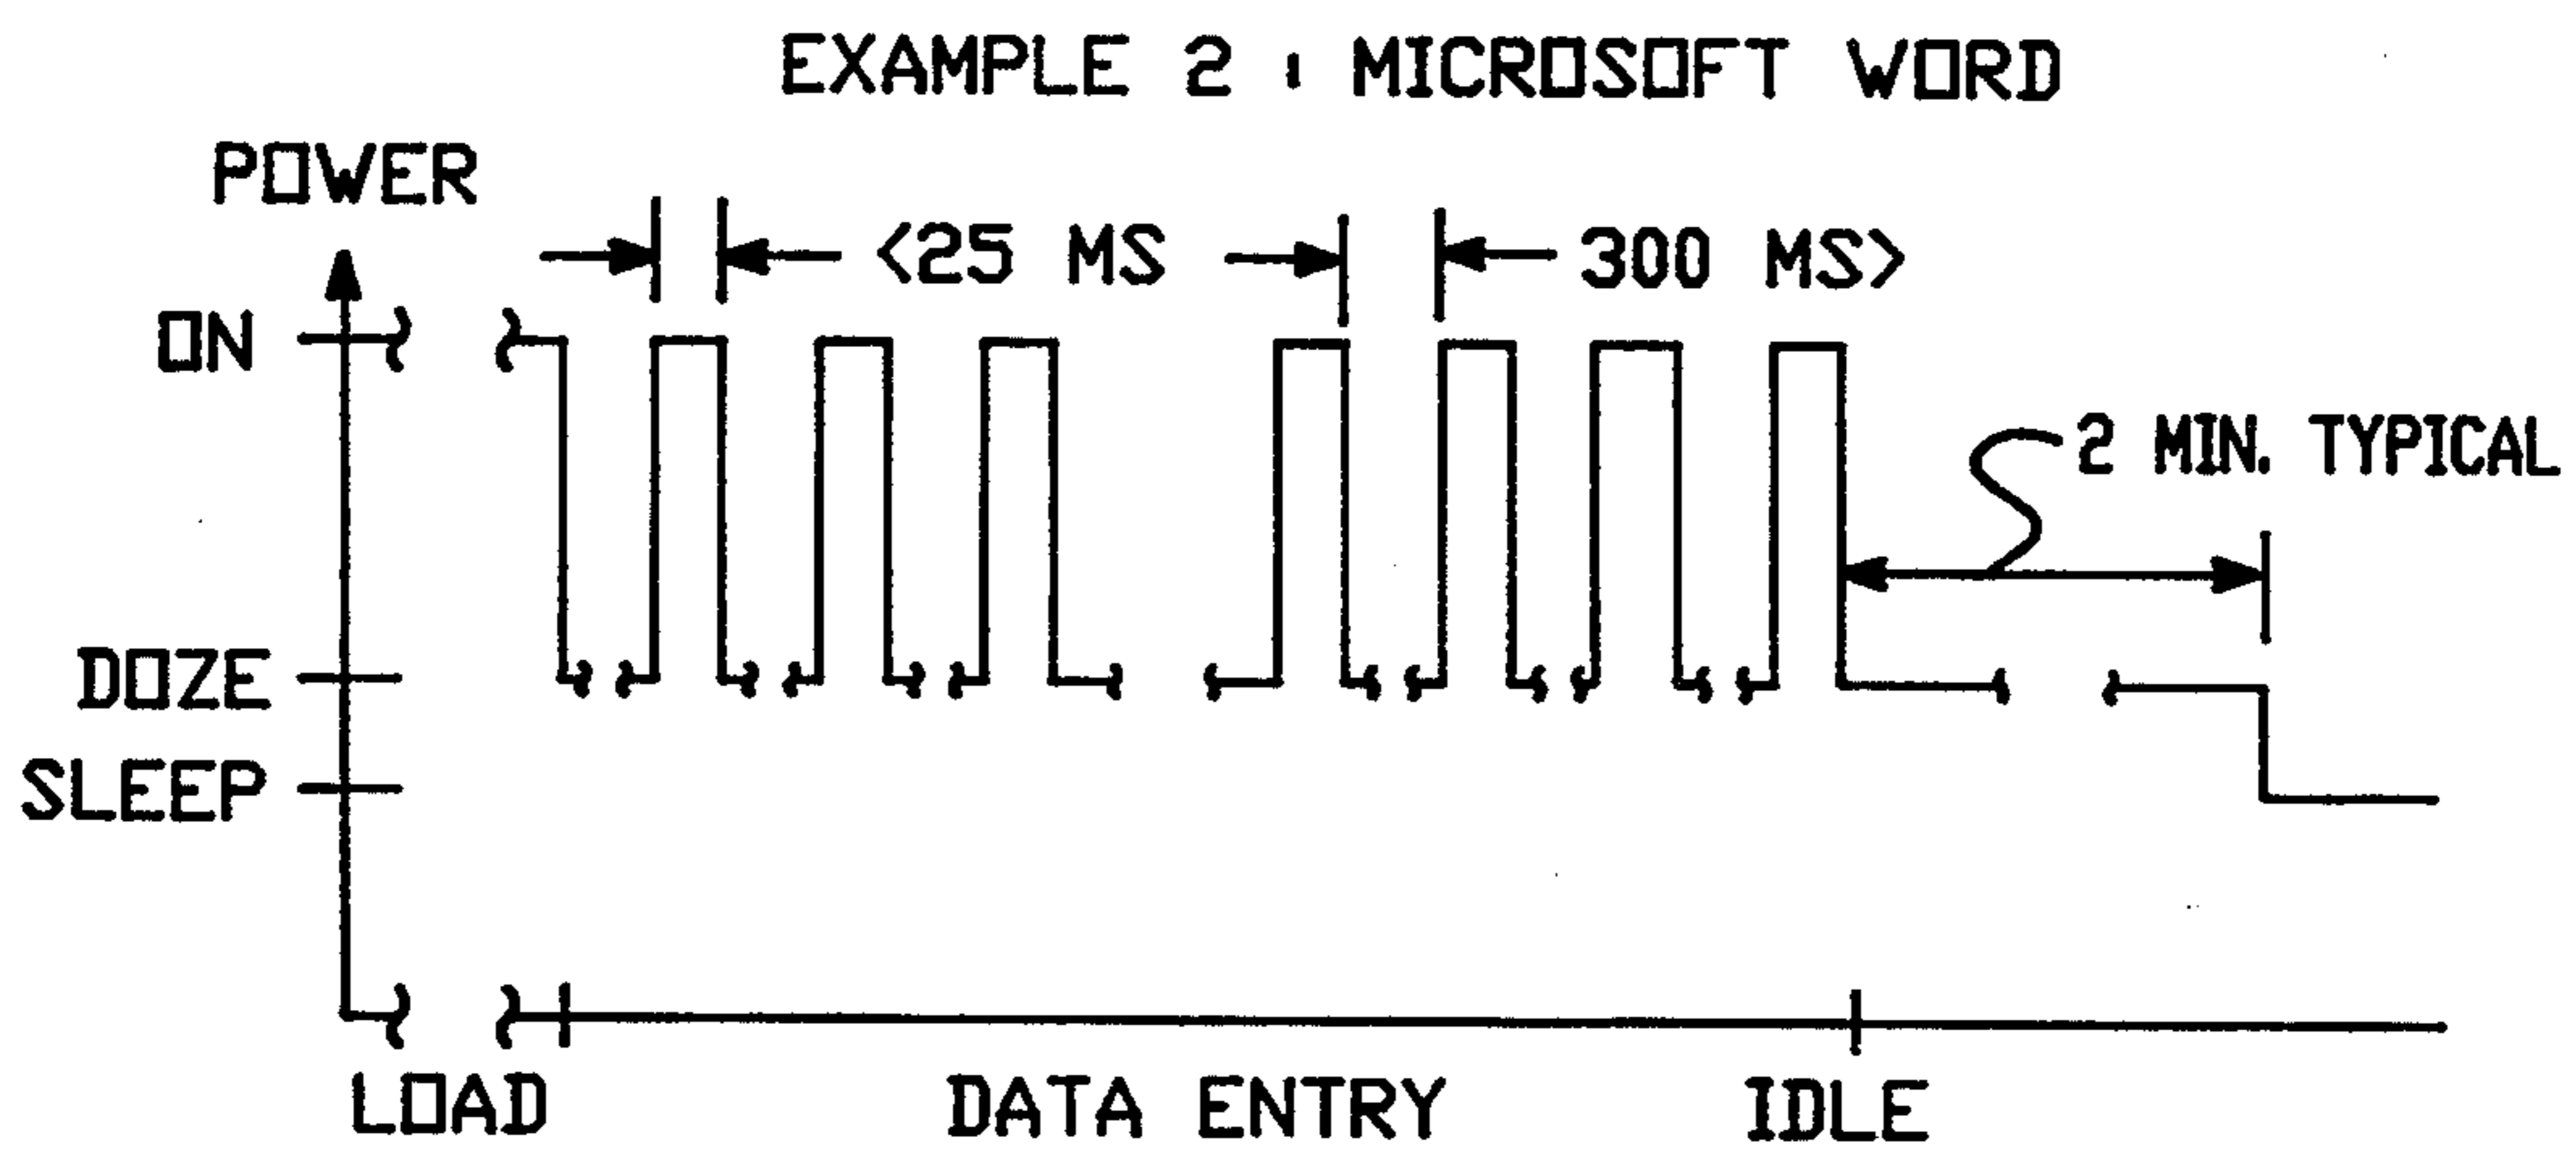 EXAMPLE 2 : MICROSOFT WORD
POWER
<25 MS
300 MS>
ON
2 MIN. TYPICAL
DOZE
SLEEP
LOAD
DATA ENTRY
IDLE